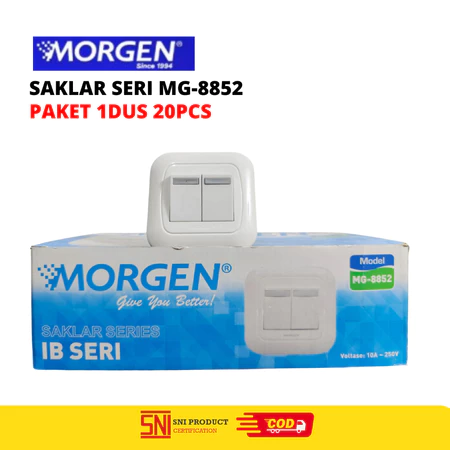 MORGEN®
Since 1994
SAKLAR SERI MG-8852
PAKET 1DUS 20PCS
MORGEN®
Give You Better!
SAKLAR SERIES
IB SERI
Model
MG-8852
Voltase: 10A ~ 250V
SNI
SNI PRODUCT
CERTIFICATION
COD